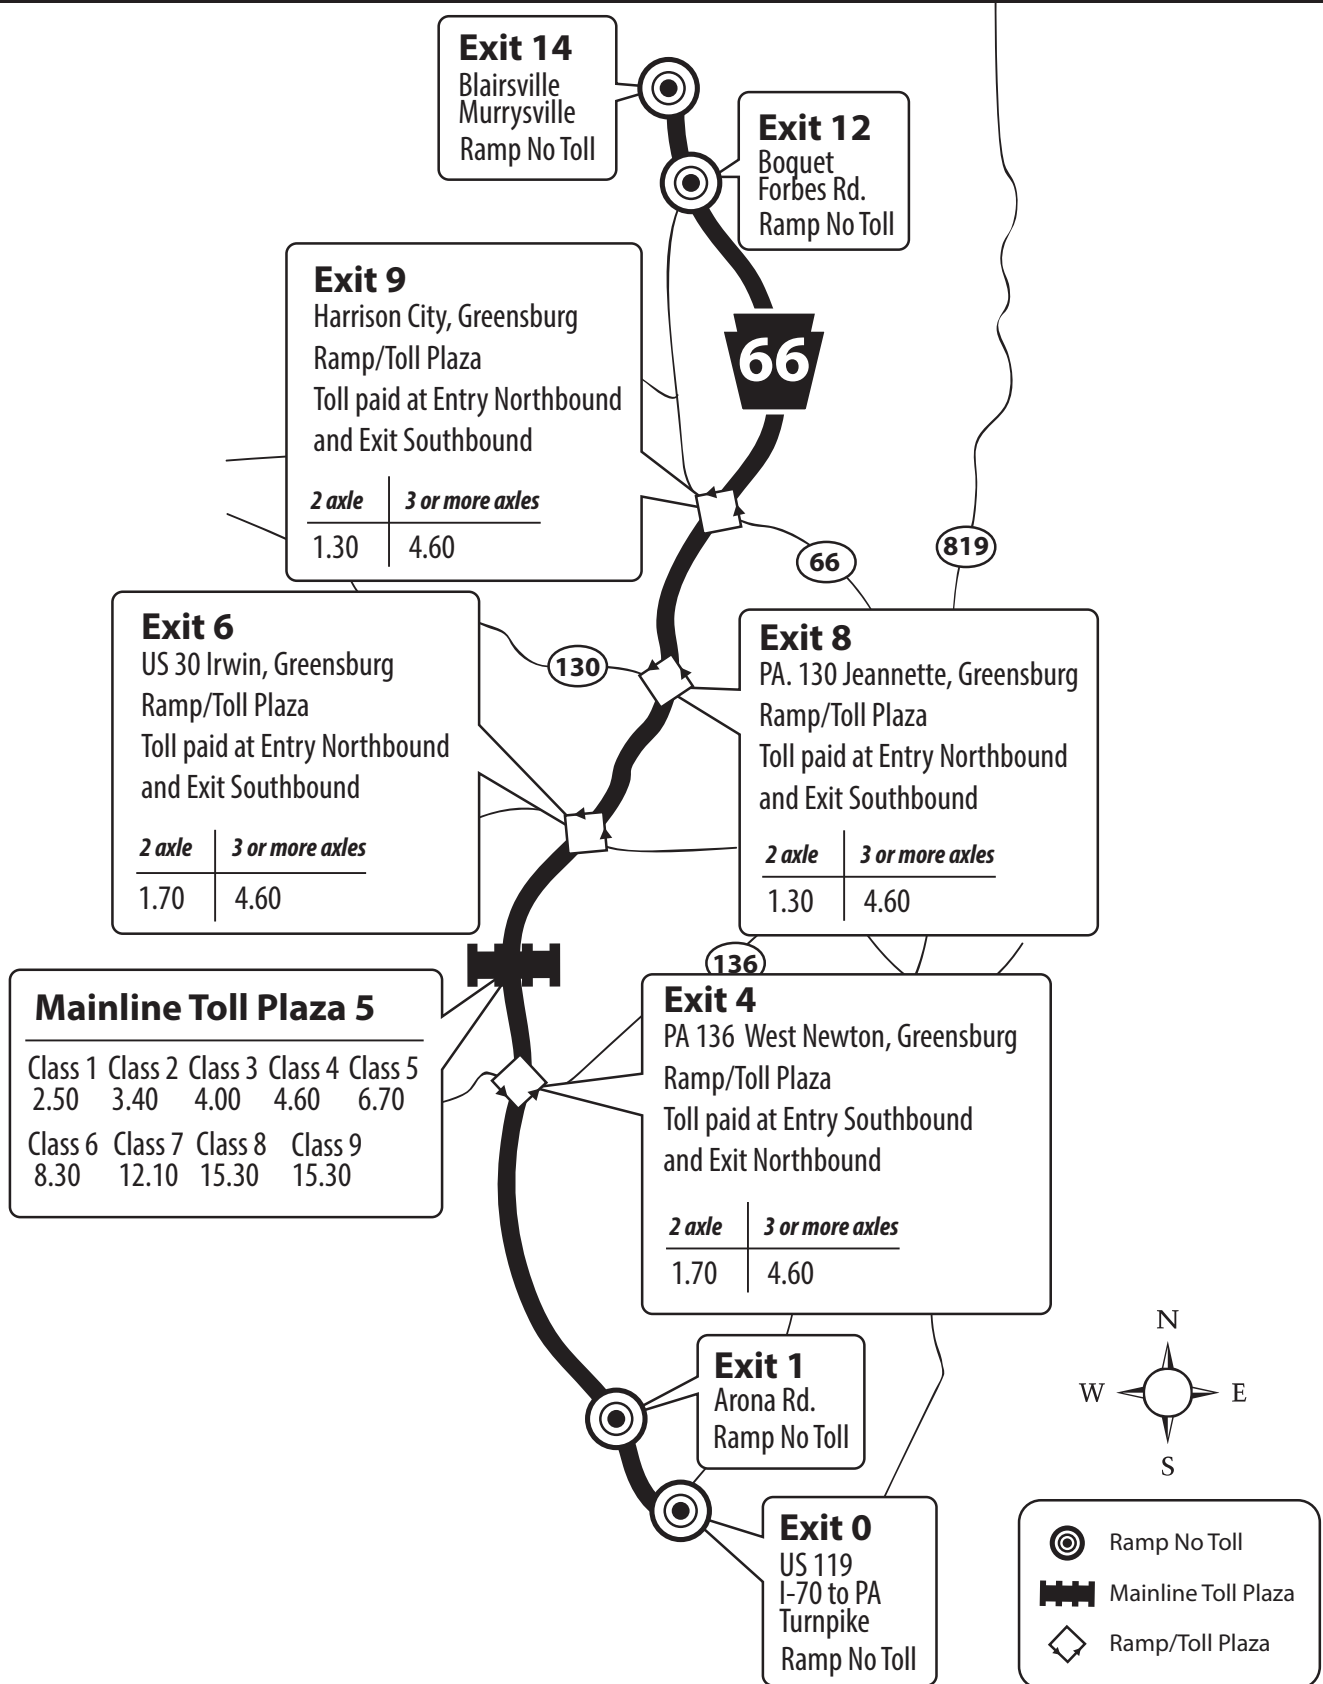 Exit 14
Blairsville
Murrysville
Ramp No Toll
Exit 12
Boquet
Forbes Rd.
Ramp No Toll
Exit 9
Harrison City, Greensburg
Ramp/Toll Plaza
Toll paid at Entry Northbound
and Exit Southbound
2 axle 3 or more axles
1.30 4.60
66
66
819
130
Exit 6
US 30 Irwin, Greensburg
Ramp/Toll Plaza
Toll paid at Entry Northbound
and Exit Southbound
2 axle 3 or more axles
1.70 4.60
Exit 8
PA. 130 Jeannette, Greensburg
Ramp/Toll Plaza
Toll paid at Entry Northbound
and Exit Southbound
2 axle 3 or more axles
1.30 4.60
136
Mainline Toll Plaza 5
Class 1 Class 2 Class 3 Class 4 Class 5
2.50 3.40 4.00 4.60 6.70
Class 6 Class 7 Class 8 Class 9
8.30 12.10 15.30 15.30
Exit 4
PA 136 West Newton, Greensburg
Ramp/Toll Plaza
Toll paid at Entry Southbound
and Exit Northbound
2 axle 3 or more axles
1.70 4.60
Exit 1
Arona Rd.
Ramp No Toll
Exit 0
US 119
I-70 to PA
Turnpike
Ramp No Toll
N
W E
S
Ramp No Toll
Mainline Toll Plaza
Ramp/Toll Plaza